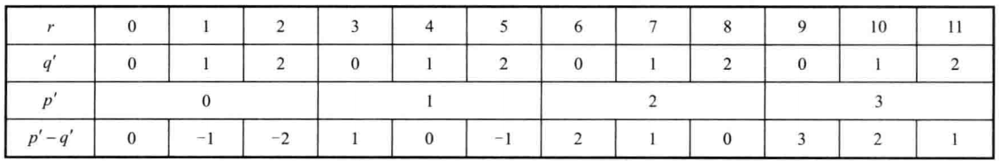 r 0 1 2 3 4 5 6 7 8 9 10 11
q′ 0 1 2 0 1 2 0 1 2 0 1 2
p′ 0 1 2 3
p′ − q′ 0 −1 −2 1 0 −1 2 1 0 3 2 1